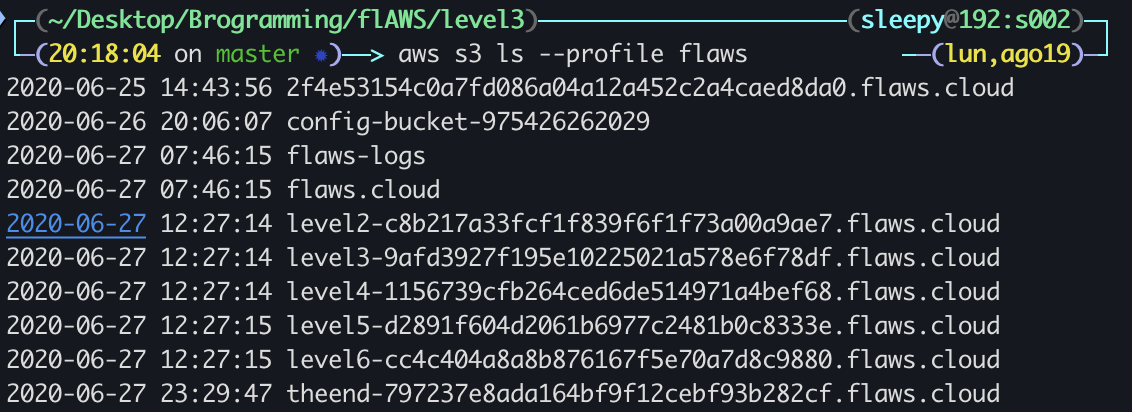 (~/Desktop/Brogramming/flAWS/level3) (sleepy@192:s002)
(20:18:04 on master ✹)—> aws s3 ls --profile flaws (lun,ago19)
2020-06-25 14:43:56 2f4e53154c0a7fd086a04a12a452c2a4caed8da0.flaws.cloud
2020-06-26 20:06:07 config-bucket-975426262029
2020-06-27 07:46:15 flaws-logs
2020-06-27 07:46:15 flaws.cloud
2020-06-27 12:27:14 level2-c8b217a33fcf1f839f6f1f73a00a9ae7.flaws.cloud
2020-06-27 12:27:14 level3-9afd3927f195e10225021a578e6f78df.flaws.cloud
2020-06-27 12:27:14 level4-1156739cfb264ced6de514971a4bef68.flaws.cloud
2020-06-27 12:27:15 level5-d2891f604d2061b6977c2481b0c8333e.flaws.cloud
2020-06-27 12:27:15 level6-cc4c404a8a8b876167f5e70a7d8c9880.flaws.cloud
2020-06-27 23:29:47 theend-797237e8ada164bf9f12cebf93b282cf.flaws.cloud